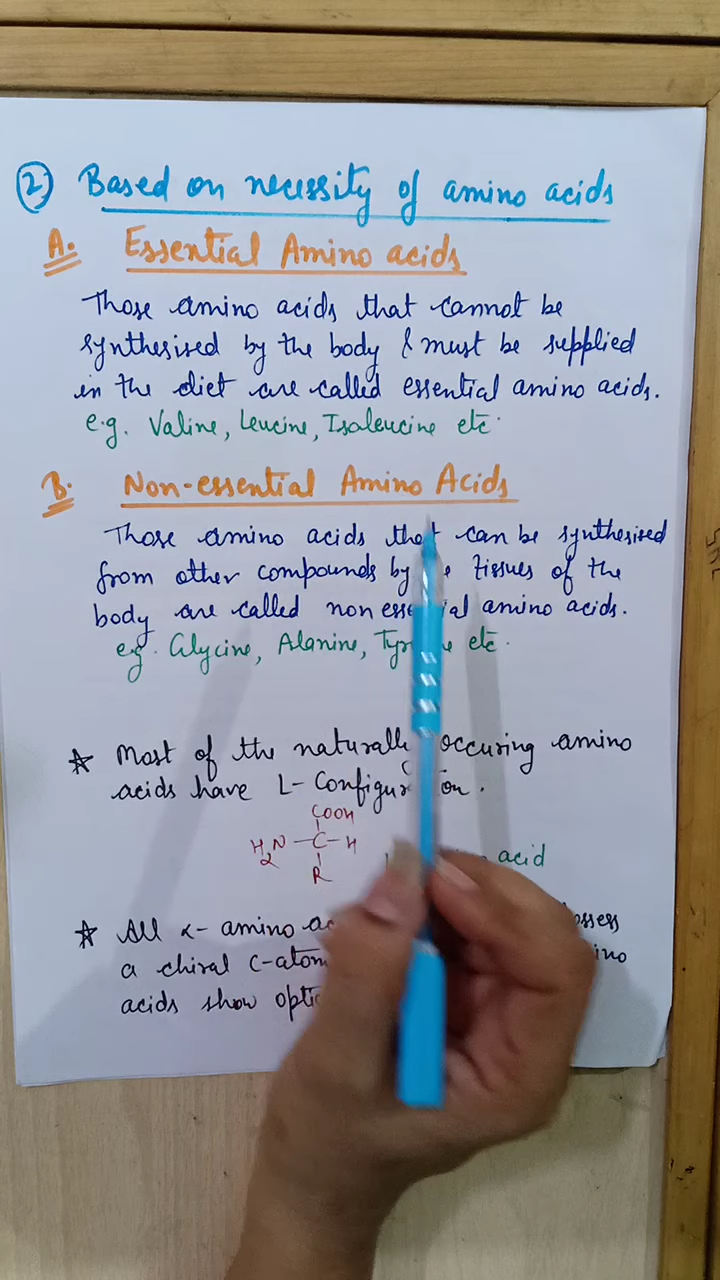 2) Based on necessity of amino acids
A. Essential Amino acids
Those amino acids that cannot be
synthesised by the body & must be supplied
in the diet are called essential amino acids.
e.g. Valine, Leucine, Isoleucine etc.
B. Non-essential Amino Acids
Those amino acids that can be synthesised
from other compounds by tissues of the
body are called non essential amino acids.
eg. Glycine, Alanine, etc.
★ Most of the naturally occuring amino
acids have L-Configuration.
COOH
H₂N-C-H
R
acid
★ All α-amino
a chiral C-atom
acids show